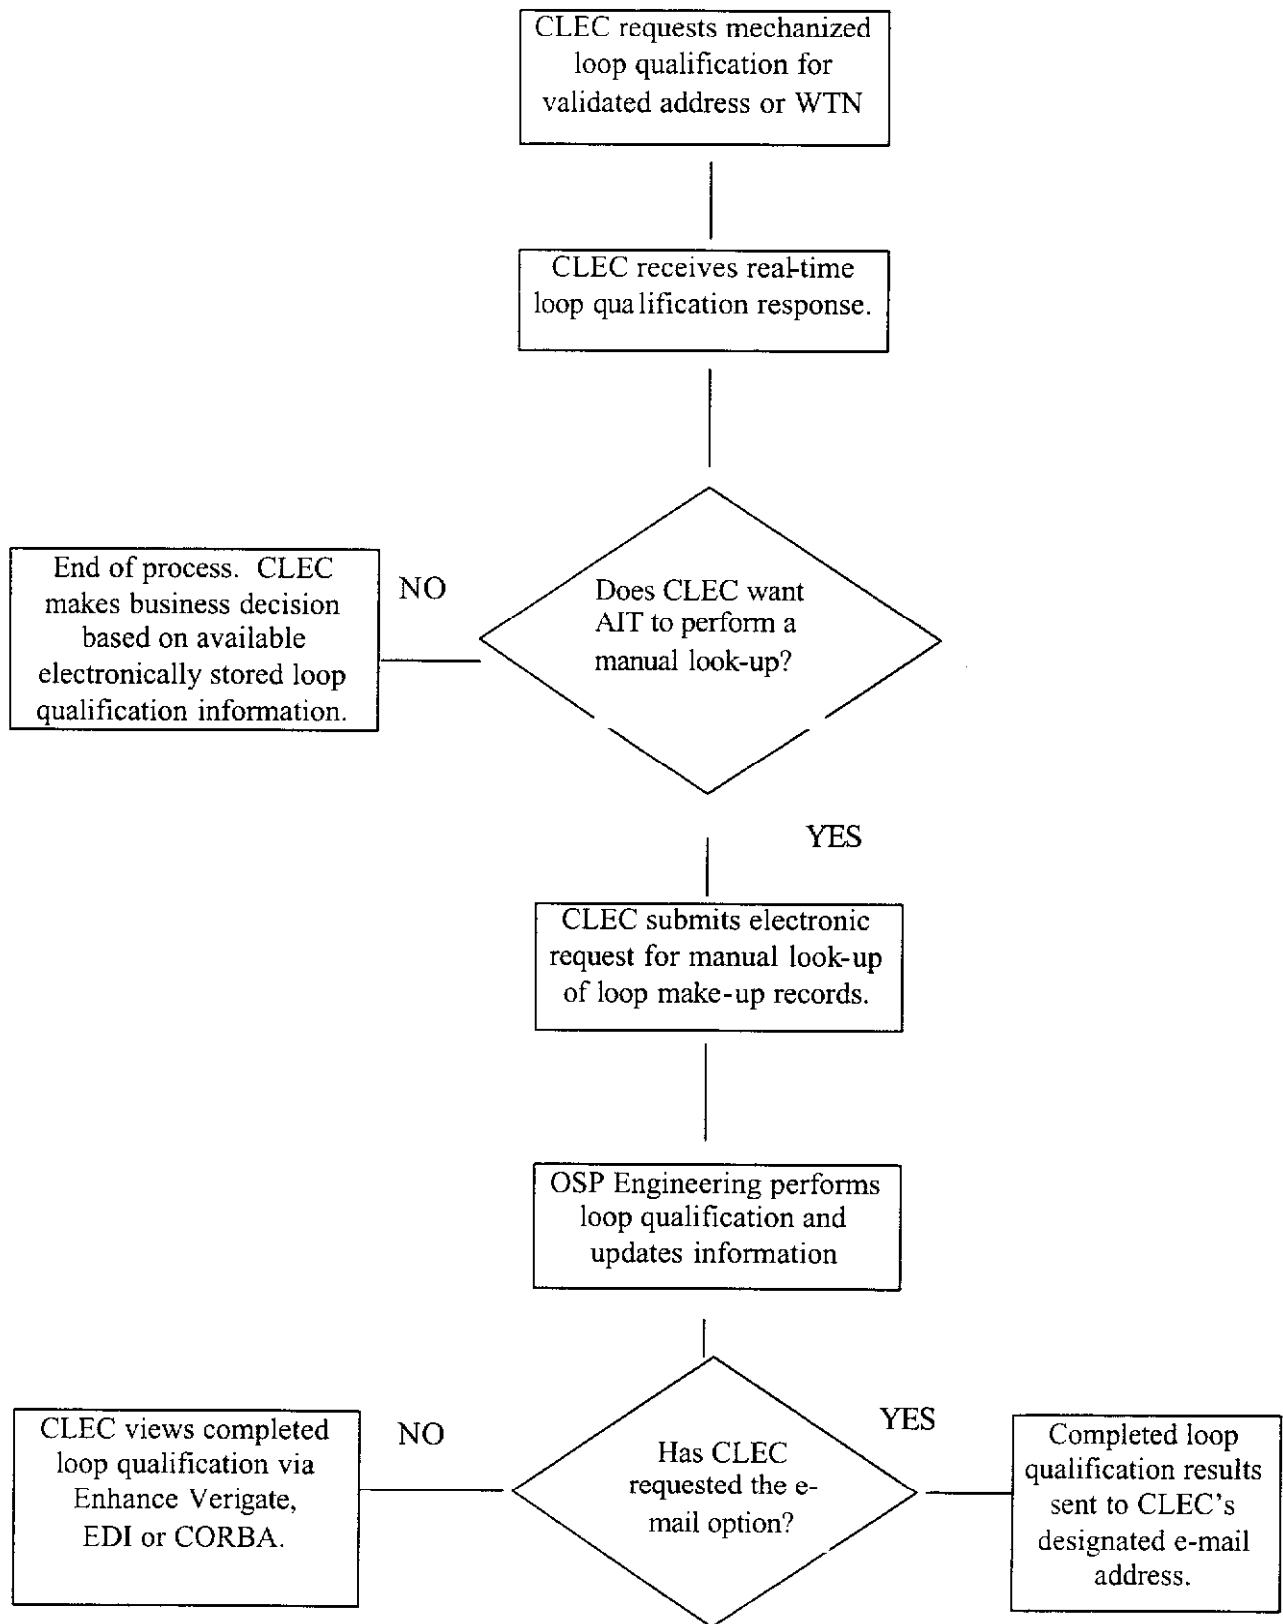 CLEC requests mechanized
loop qualification for
validated address or WTN
CLEC receives real-time
loop qualification response.
End of process. CLEC
makes business decision
based on available
electronically stored loop
qualification information.
NO
Does CLEC want
AIT to perform a
manual look-up?
YES
CLEC submits electronic
request for manual look-up
of loop make-up records.
OSP Engineering performs
loop qualification and
updates information
CLEC views completed
loop qualification via
Enhance Verigate,
EDI or CORBA.
NO
Has CLEC
requested the e-
mail option?
YES
Completed loop
qualification results
sent to CLEC's
designated e-mail
address.